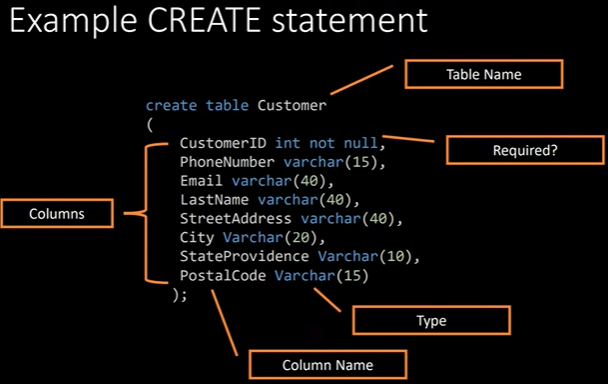 Example CREATE statement
Table Name
create table Customer
(
CustomerID int not null,
Required?
PhoneNumber varchar(15),
Email varchar(40),
LastName varchar(40),
Columns
StreetAddress varchar(40),
City Varchar(20),
StateProvidence Varchar(10),
PostalCode Varchar(15)
);
Type
Column Name